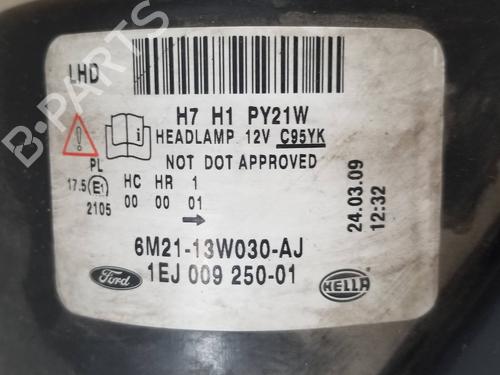 LHD
H7 H1 PY21W
HEADLAMP 12V C95YK
NOT DOT APPROVED
PL
17.5 E1 HC HR 1
2105 00 00 01
6M21-13W030-AJ
1EJ 009 250-01
Ford
HELLA
24.03.09
12:32
B-PARTS